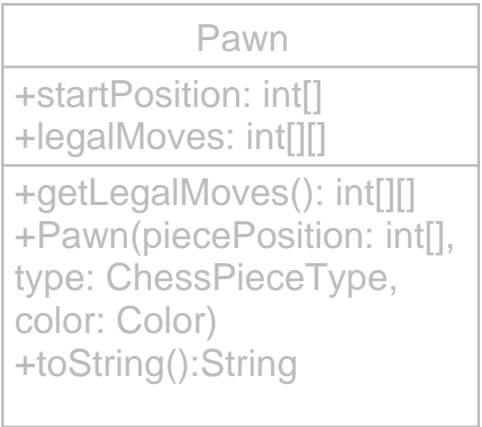 Pawn
+startPosition: int[]
+legalMoves: int[][]
+getLegalMoves(): int[][]
+Pawn(piecePosition: int[],
type: ChessPieceType,
color: Color)
+toString():String